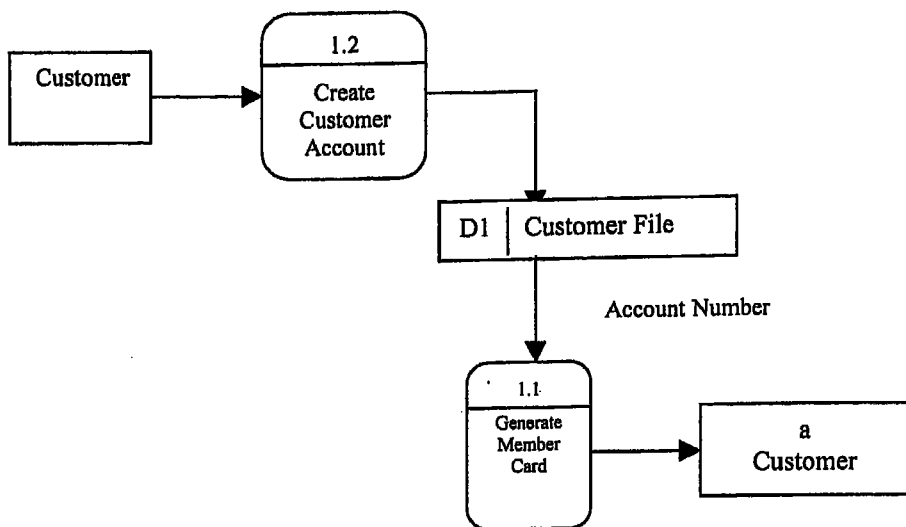 Customer
1.2
Create
Customer
Account
D1 Customer File
Account Number
1.1
Generate
Member
Card
a
Customer